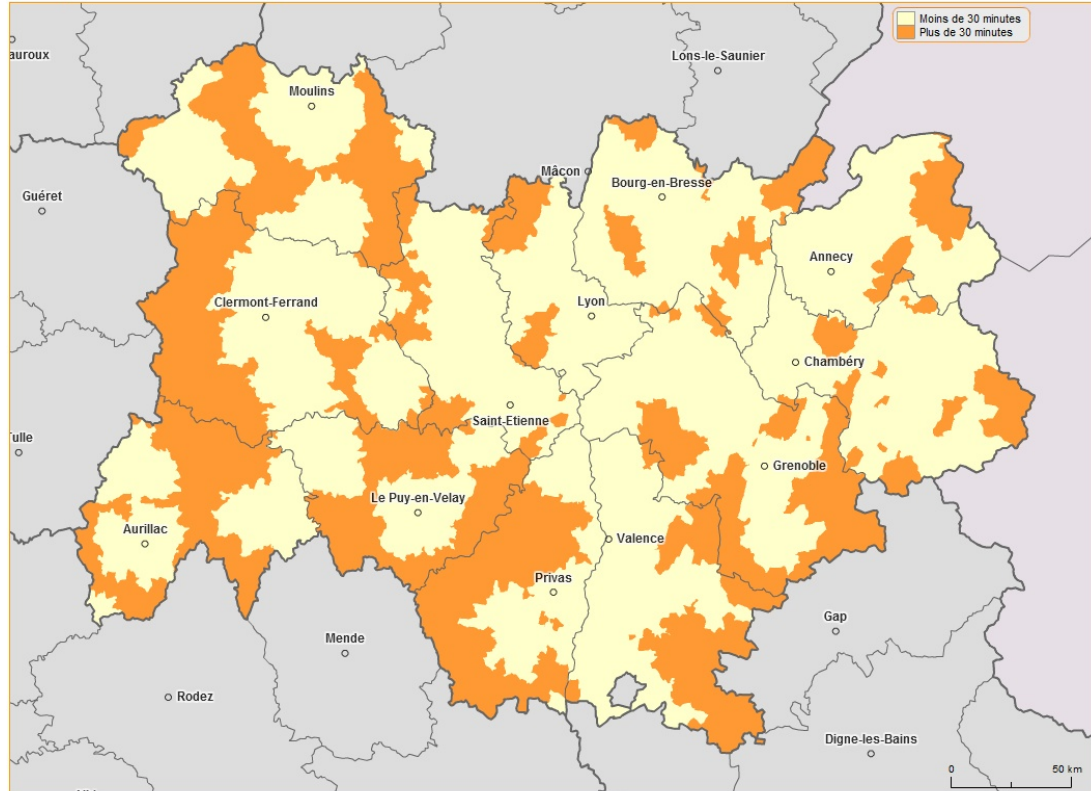 Moins de 30 minutes
Plus de 30 minutes
auroux
Lons-le-Saunier
Moulins
Mâcon
Bourg-en-Bresse
Guéret
Annecy
Clermont-Ferrand
Lyon
Chambéry
Saint-Etienne
Tulle
Grenoble
Le Puy-en-Velay
Aurillac
Valence
Privas
Gap
Mende
Rodez
Digne-les-Bains
0 50 km